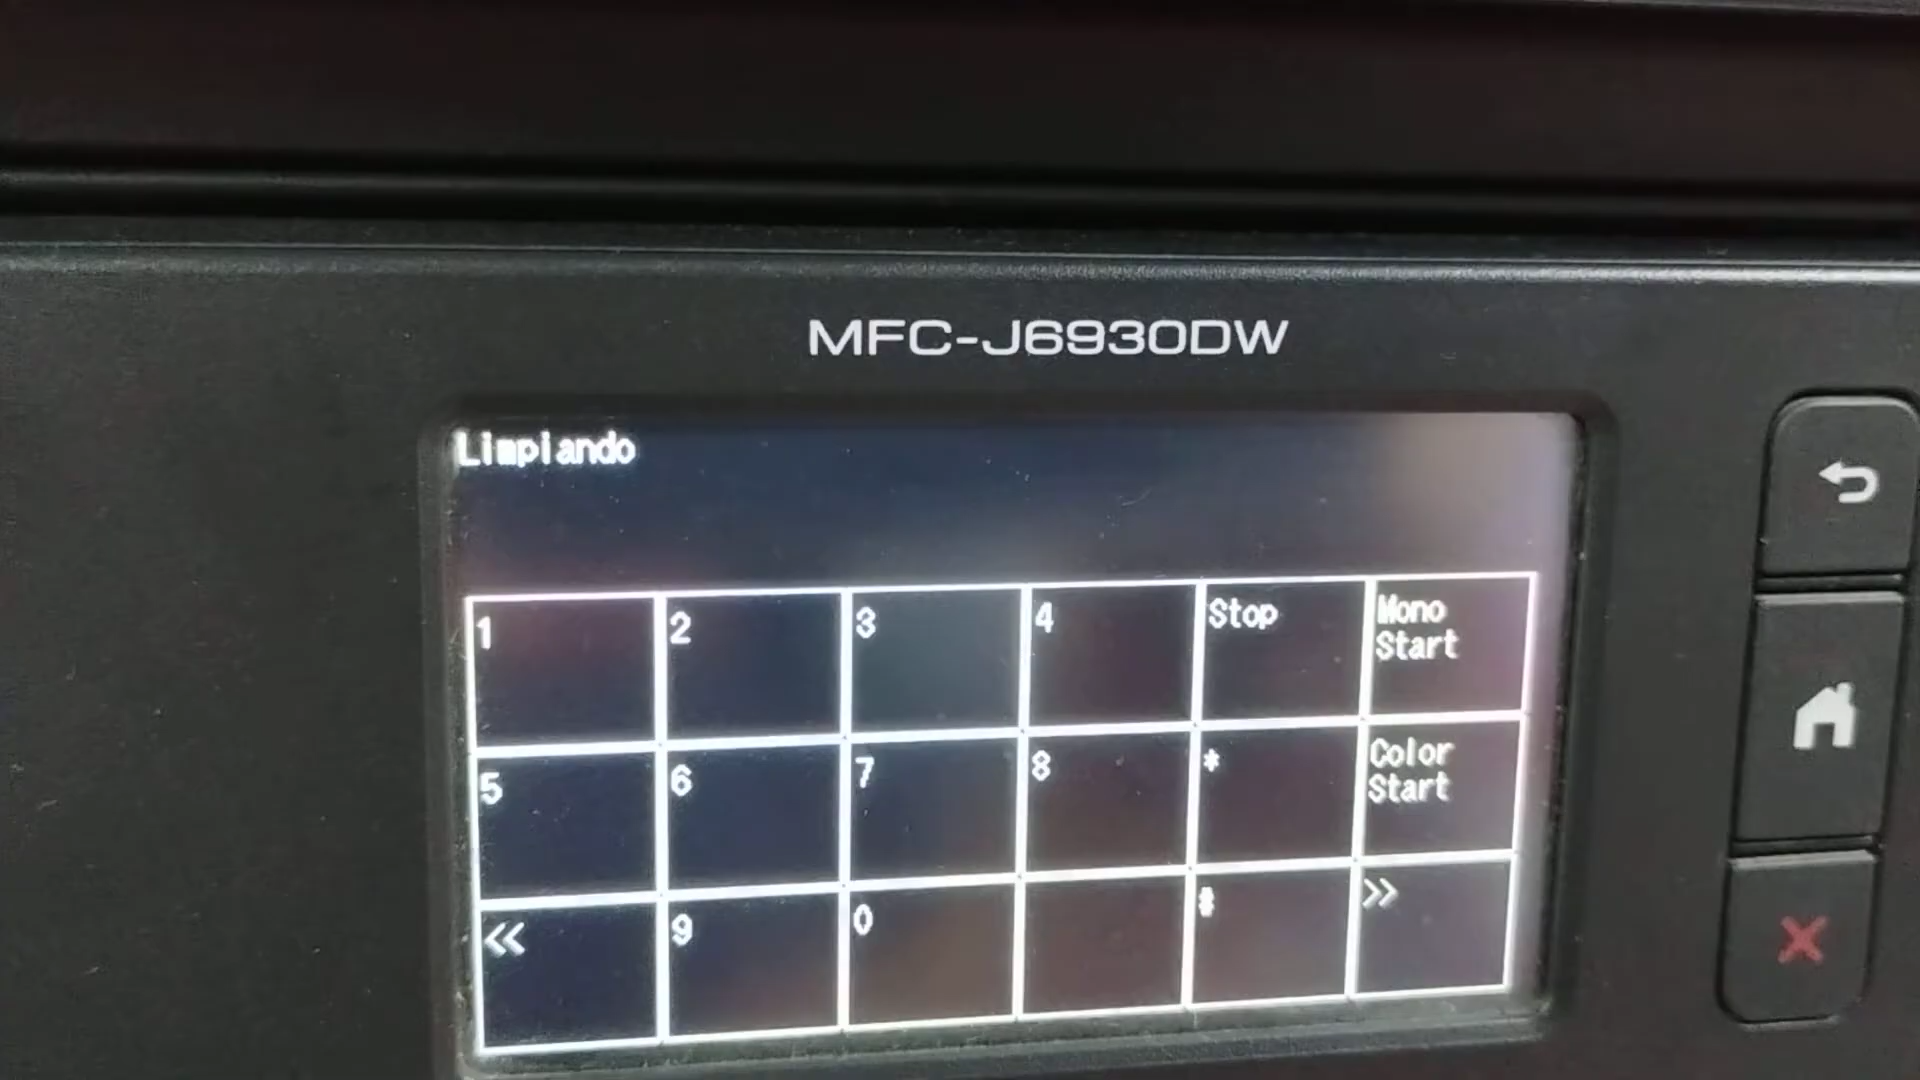 MFC-J6930DW
Limpiando
1 2 3 4 Stop Mono
Start
5 6 7 8 * Color
Start
<< 9 0 # >>